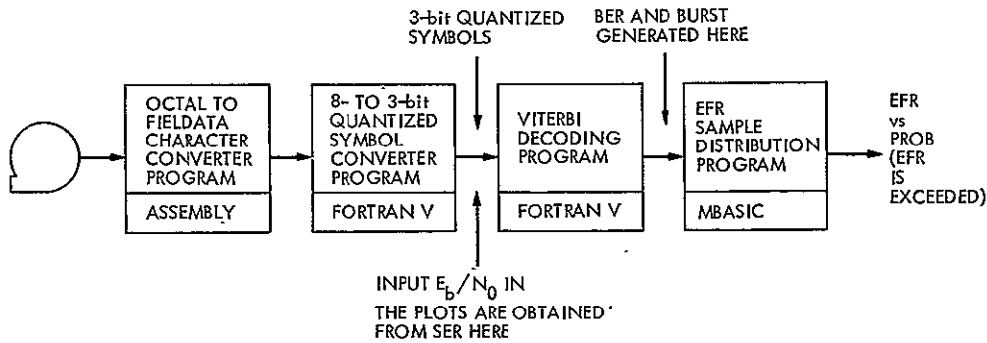 3-bit QUANTIZED
SYMBOLS
BER AND BURST
GENERATED HERE
OCTAL TO
FIELDATA
CHARACTER
CONVERTER
PROGRAM
ASSEMBLY
8- TO 3-bit
QUANTIZED
SYMBOL
CONVERTER
PROGRAM
FORTRAN V
VITERBI
DECODING
PROGRAM
FORTRAN V
EFR
SAMPLE
DISTRIBUTION
PROGRAM
MBASIC
EFR
vs
PROB
(EFR
IS
EXCEEDED)
INPUT E_b/N_0 IN
THE PLOTS ARE OBTAINED
FROM SER HERE